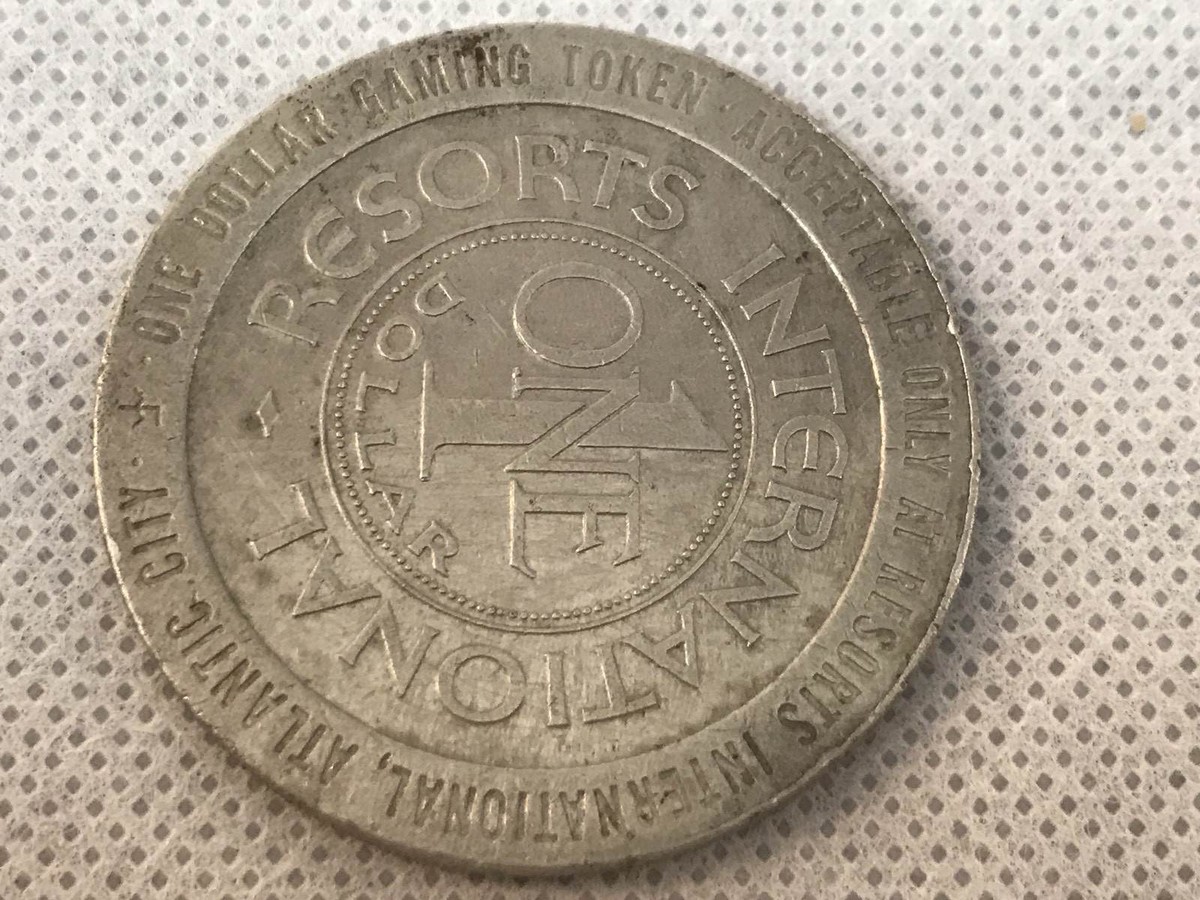 ONE DOLLAR GAMING TOKEN · ACCEPTABLE ONLY AT RESORTS INTERNATIONAL, ATLANTIC CITY ·
RESORTS INTERNATIONAL
1
ONE
DOLLAR